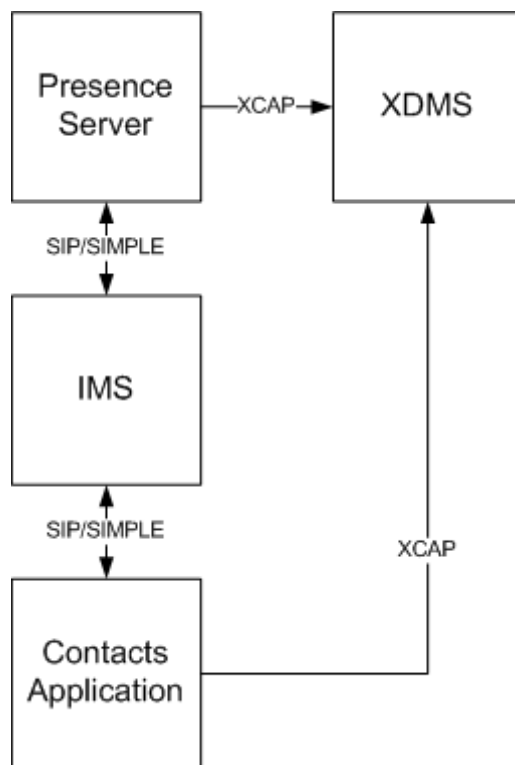 Presence
Server
XCAP
XDMS
SIP/SIMPLE
IMS
SIP/SIMPLE
XCAP
Contacts
Application